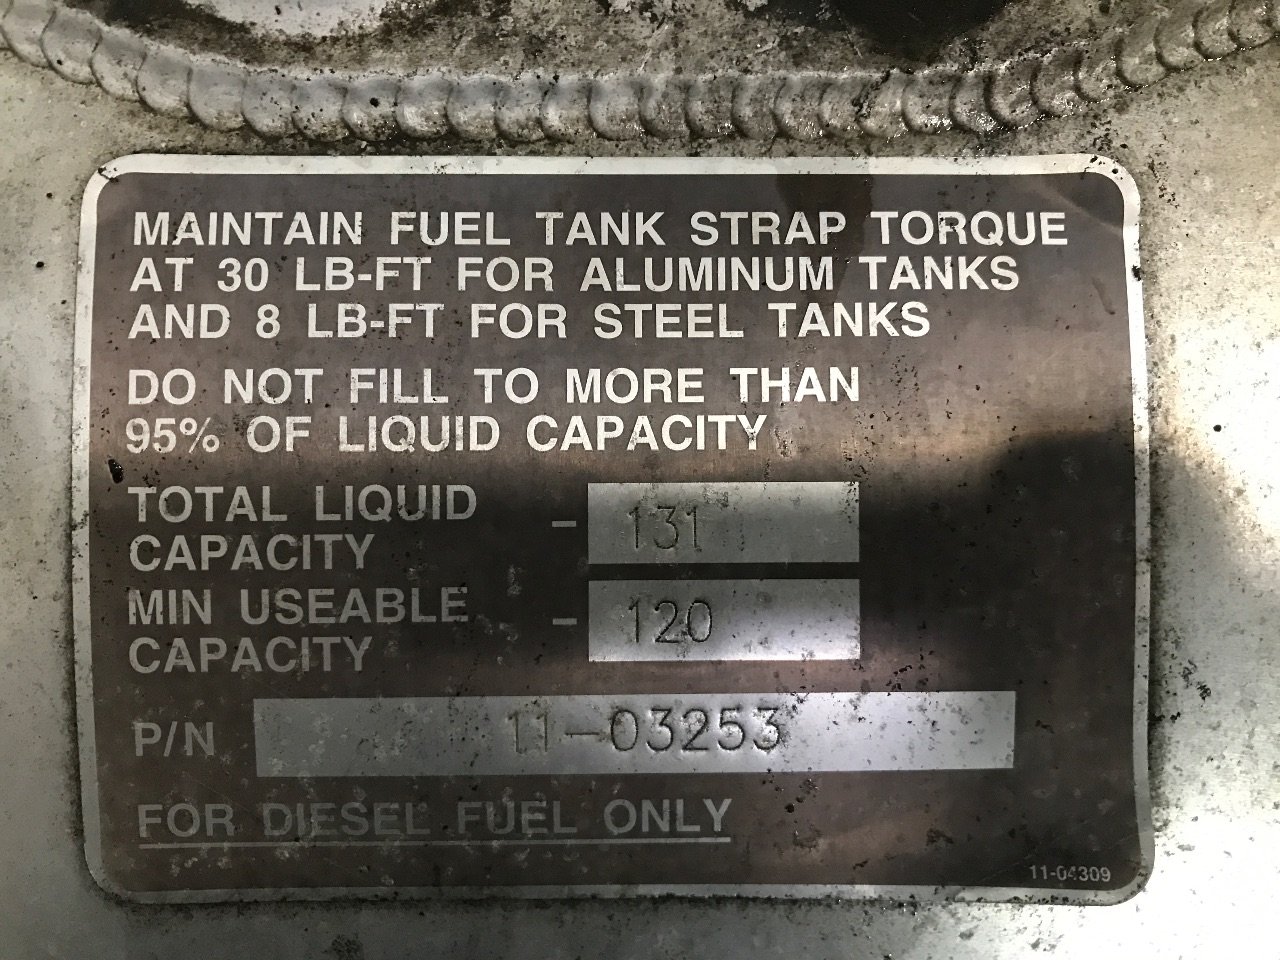 MAINTAIN FUEL TANK STRAP TORQUE
AT 30 LB-FT FOR ALUMINUM TANKS
AND 8 LB-FT FOR STEEL TANKS
DO NOT FILL TO MORE THAN
95% OF LIQUID CAPACITY
TOTAL LIQUID
CAPACITY - 131
MIN USEABLE
CAPACITY - 120
P/N 11-03253
FOR DIESEL FUEL ONLY
11-04309